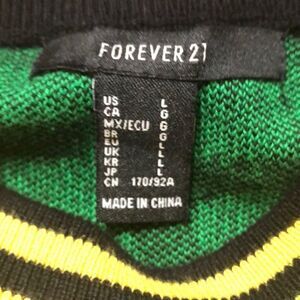 FOREVER 21
US L
CA G
MX/ECU G
BR G
EU L
UK L
KR L
JP L
CN 170/92A
MADE IN CHINA